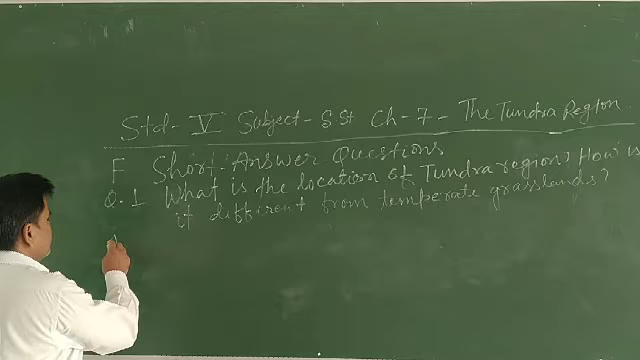 Std- V Subject- S St Ch- 7- The Tundra Region
F Short Answer Questions
Q. 1 What is the location of Tundra region? How is
it different from temperate grasslands?